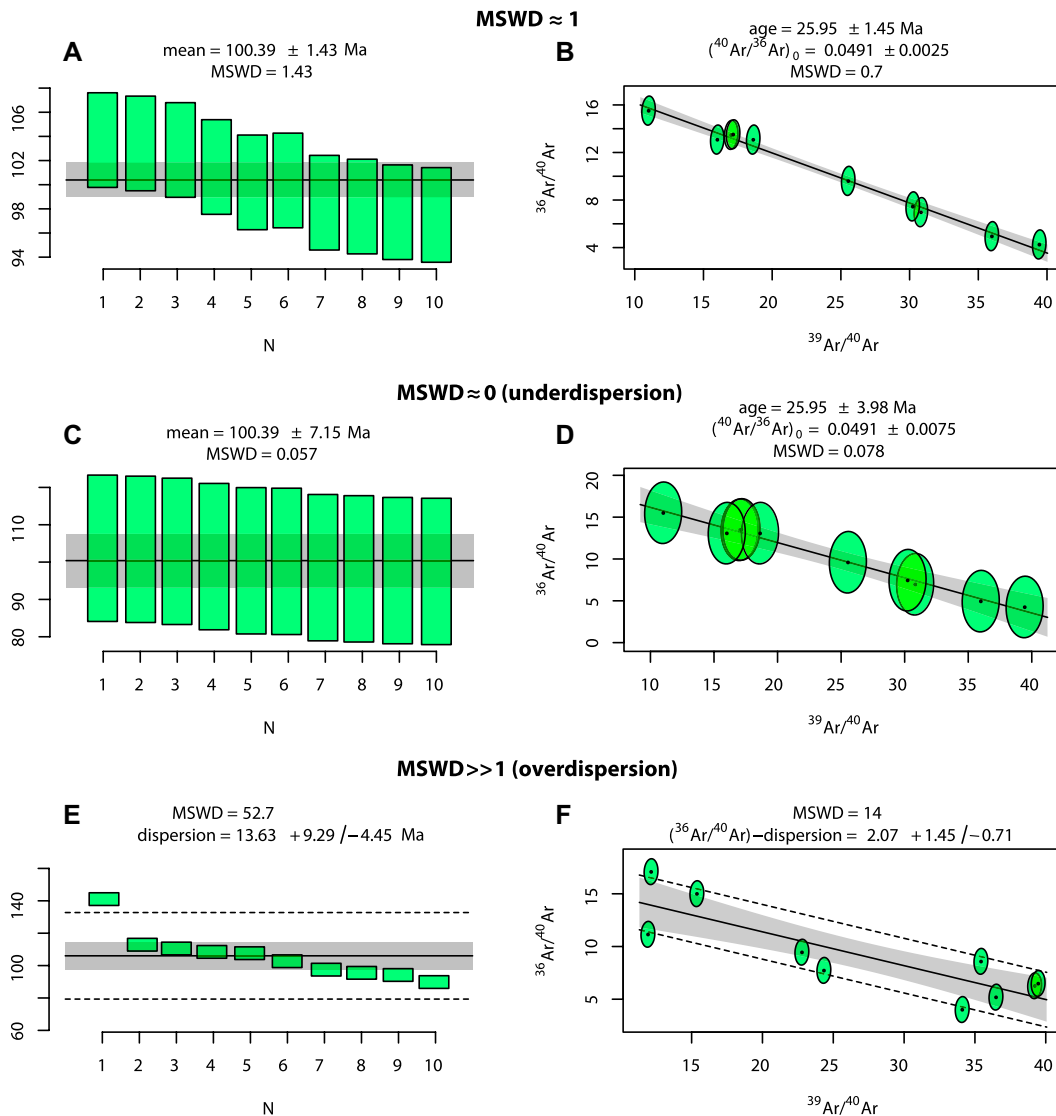 MSWD ≈ 1
A
mean = 100.39 ± 1.43 Ma
MSWD = 1.43
94 98 102 106
1 2 3 4 5 6 7 8 9 10
N
B
age = 25.95 ± 1.45 Ma
(⁴⁰Ar/³⁶Ar)₀ = 0.0491 ± 0.0025
MSWD = 0.7
³⁶Ar/⁴⁰Ar
16
12
8
4
10 15 20 25 30 35 40
³⁹Ar/⁴⁰Ar
MSWD ≈ 0 (underdispersion)
C
mean = 100.39 ± 7.15 Ma
MSWD = 0.057
80 90 110
1 2 3 4 5 6 7 8 9 10
N
D
age = 25.95 ± 3.98 Ma
(⁴⁰Ar/³⁶Ar)₀ = 0.0491 ± 0.0075
MSWD = 0.078
³⁶Ar/⁴⁰Ar
20
15
10
5
0
10 15 20 25 30 35 40
³⁹Ar/⁴⁰Ar
MSWD>>1 (overdispersion)
E
MSWD = 52.7
dispersion = 13.63 +9.29 /−4.45 Ma
60 100 140
1 2 3 4 5 6 7 8 9 10
N
F
MSWD = 14
(³⁶Ar/⁴⁰Ar)−dispersion = 2.07 +1.45 /−0.71
³⁶Ar/⁴⁰Ar
15
10
5
15 20 25 30 35 40
³⁹Ar/⁴⁰Ar